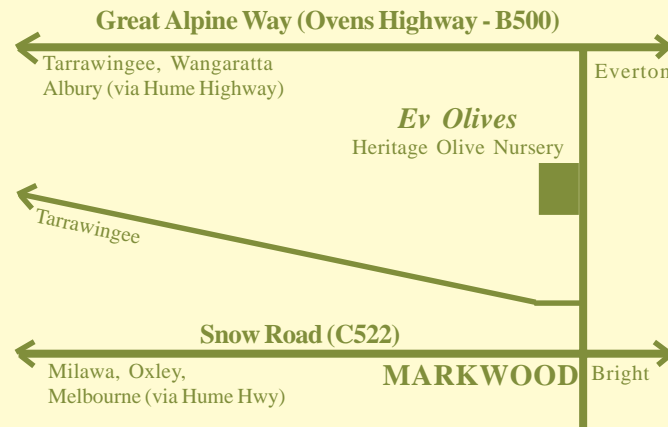 Great Alpine Way (Ovens Highway - B500)
Tarrawingee, Wangaratta
Albury (via Hume Highway)
Everton
Ev Olives
Heritage Olive Nursery
Tarrawingee
Snow Road (C522)
Milawa, Oxley,
Melbourne (via Hume Hwy)
MARKWOOD
Bright